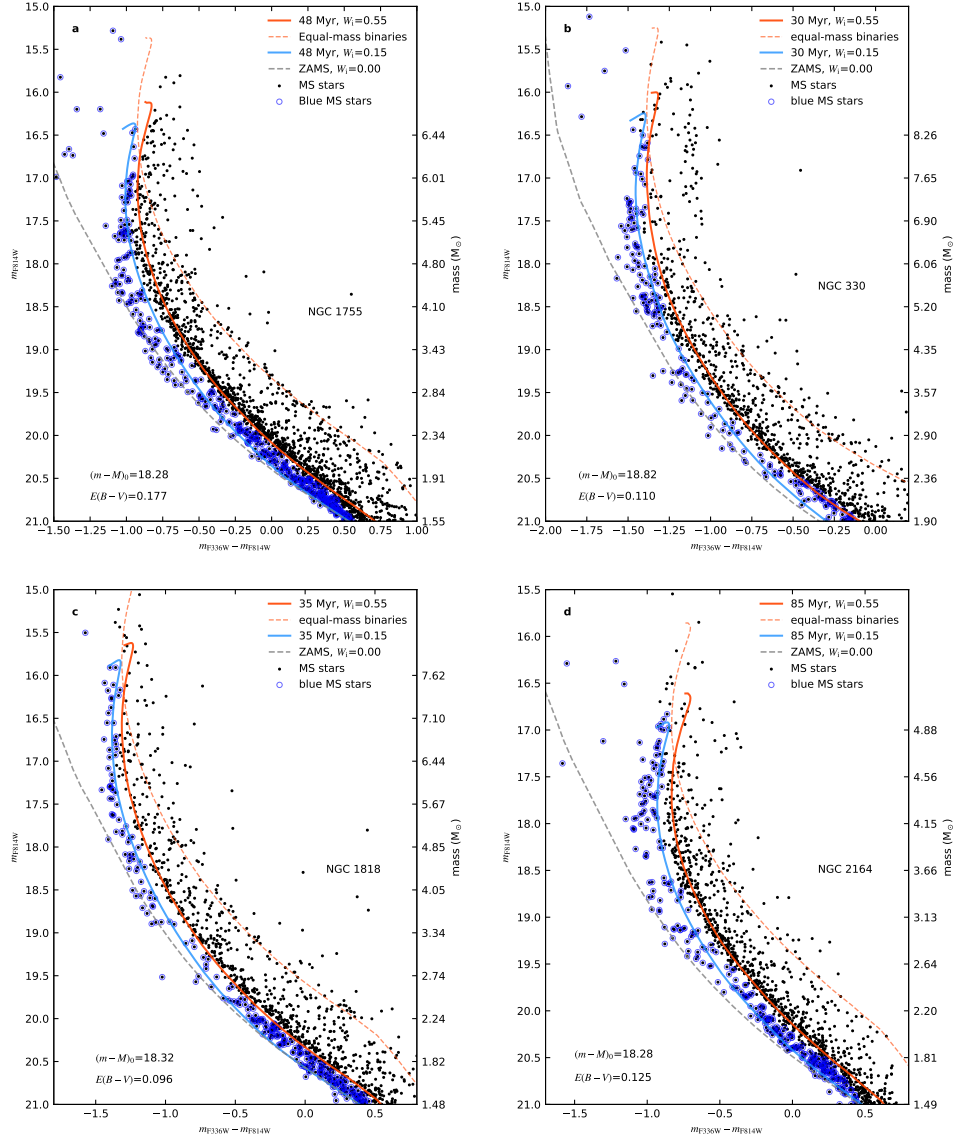 a
48 Myr, Wi=0.55
Equal-mass binaries
48 Myr, Wi=0.15
ZAMS, Wi=0.00
MS stars
Blue MS stars
NGC 1755
(m−M)0=18.28
E(B−V)=0.177
15.0
15.5
16.0
16.5
17.0
17.5
18.0
18.5
19.0
19.5
20.0
20.5
21.0
mF814W
6.44
6.01
5.45
4.80
4.10
3.43
2.84
2.34
1.91
1.55
mass (M⊙)
−1.50 −1.25 −1.00 −0.75 −0.50 −0.25 0.00 0.25 0.50 0.75 1.00
mF336W − mF814W
b
30 Myr, Wi=0.55
Equal-mass binaries
30 Myr, Wi=0.15
ZAMS, Wi=0.00
MS stars
Blue MS stars
NGC 330
(m−M)0=18.82
E(B−V)=0.110
15.0
15.5
16.0
16.5
17.0
17.5
18.0
18.5
19.0
19.5
20.0
20.5
21.0
8.26
7.65
6.90
6.06
5.20
4.35
3.57
2.90
2.36
1.90
mass (M⊙)
−2.00 −1.75 −1.50 −1.25 −1.00 −0.75 −0.50 −0.25 0.00
mF336W − mF814W
c
35 Myr, Wi=0.55
equal-mass binaries
35 Myr, Wi=0.15
ZAMS, Wi=0.00
MS stars
blue MS stars
NGC 1818
(m−M)0=18.32
E(B−V)=0.096
15.0
15.5
16.0
16.5
17.0
17.5
18.0
18.5
19.0
19.5
20.0
20.5
21.0
mF814W
7.62
7.10
6.44
5.67
4.85
4.05
3.34
2.74
2.24
1.82
1.48
mass (M⊙)
−1.5 −1.0 −0.5 0.0 0.5
mF336W − mF814W
d
85 Myr, Wi=0.55
equal-mass binaries
85 Myr, Wi=0.15
ZAMS, Wi=0.00
MS stars
blue MS stars
NGC 2164
(m−M)0=18.28
E(B−V)=0.125
15.5
16.0
16.5
17.0
17.5
18.0
18.5
19.0
19.5
20.0
20.5
21.0
mF814W
4.88
4.56
4.15
3.66
3.13
2.64
2.20
1.81
1.49
mass (M⊙)
−1.5 −1.0 −0.5 0.0 0.5
mF336W − mF814W